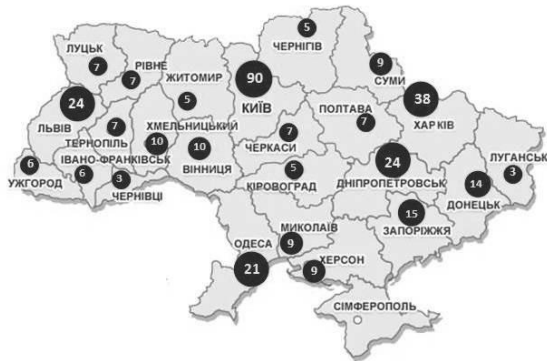 5
ЧЕРНІГІВ
ЛУЦЬК
7
РІВНЕ
7
ЖИТОМИР
5
90
КИЇВ
9
СУМИ
24
ЛЬВІВ
7
ТЕРНОПІЛЬ
ХМЕЛЬНИЦЬКИЙ
10
10
ВІННИЦЯ
7
ЧЕРКАСИ
ПОЛТАВА
7
38
ХАРКІВ
6
УЖГОРОД
ІВАНО-ФРАНКІВСЬК
6
3
ЧЕРНІВЦІ
5
КІРОВОГРАД
24
ДНІПРОПЕТРОВСЬК
ЛУГАНСЬК
3
14
ДОНЕЦЬК
15
ЗАПОРІЖЖЯ
МИКОЛАЇВ
9
ОДЕСА
21
ХЕРСОН
9
СІМФЕРОПОЛЬ